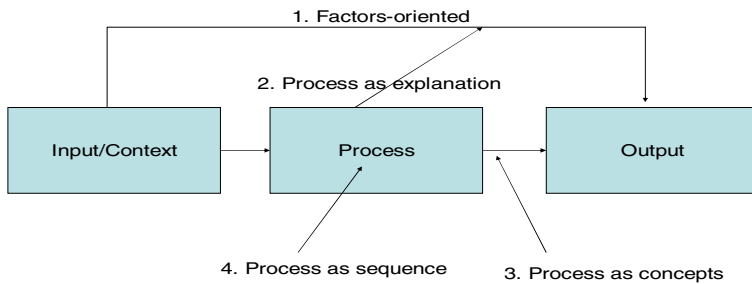 1. Factors-oriented
2. Process as explanation
Input/Context
Process
Output
4. Process as sequence
3. Process as concepts